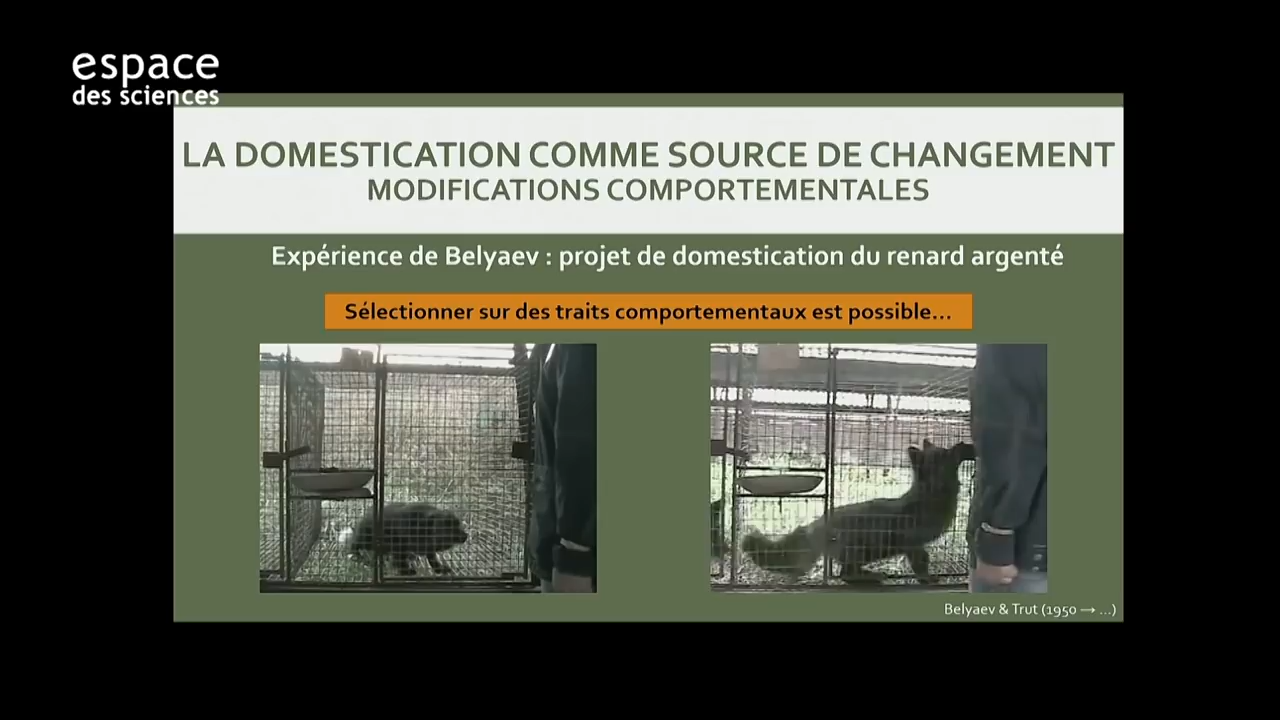 espace
des sciences
LA DOMESTICATION COMME SOURCE DE CHANGEMENT
MODIFICATIONS COMPORTEMENTALES
Expérience de Belyaev : projet de domestication du renard argenté
Sélectionner sur des traits comportementaux est possible...
Belyaev & Trut (1950 → ...)